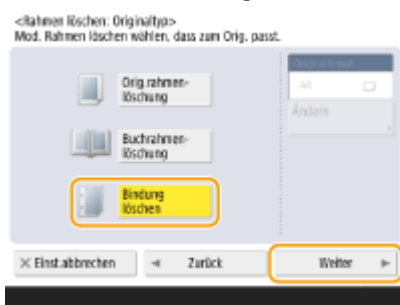 <Rahmen löschen: Originaltyp>
Mod. Rahmen löschen wählen, dass zum Orig. passt.
Orig.rahmen-
löschung
Originalformat
A4
Ändern
Buchrahmen-
löschung
Bindung
löschen
× Einst.abbrechen
Zurück
Weiter